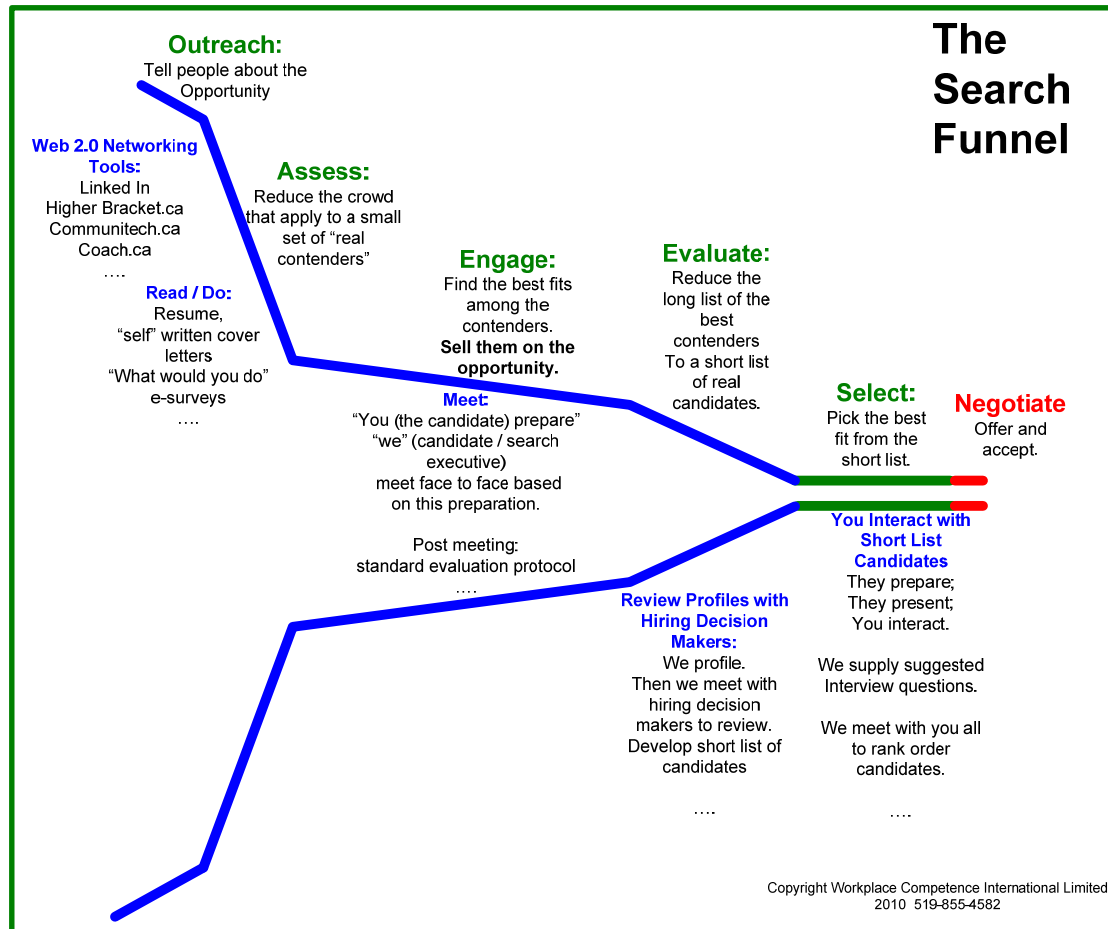 The
Search
Funnel
Outreach:
Tell people about the
Opportunity
Web 2.0 Networking
Tools:
Linked In
Higher Bracket.ca
Communitech.ca
Coach.ca
….
Assess:
Reduce the crowd
that apply to a small
set of “real
contenders”
Read / Do:
Resume,
“self” written cover
letters
“What would you do”
e-surveys
….
Engage:
Find the best fits
among the
contenders.
Sell them on the
opportunity.
Meet:
“You (the candidate) prepare”
“we” (candidate / search
executive)
meet face to face based
on this preparation.
Post meeting:
standard evaluation protocol
….
Evaluate:
Reduce the
long list of the
best
contenders
To a short list
of real
candidates.
Review Profiles with
Hiring Decision
Makers:
We profile.
Then we meet with
hiring decision
makers to review.
Develop short list of
candidates
….
Select:
Pick the best
fit from the
short list.
You Interact with
Short List
Candidates
They prepare;
They present;
You interact.
We supply suggested
Interview questions.
We meet with you all
to rank order
candidates.
….
Negotiate
Offer and
accept.
Copyright Workplace Competence International Limited
2010 519-855-4582